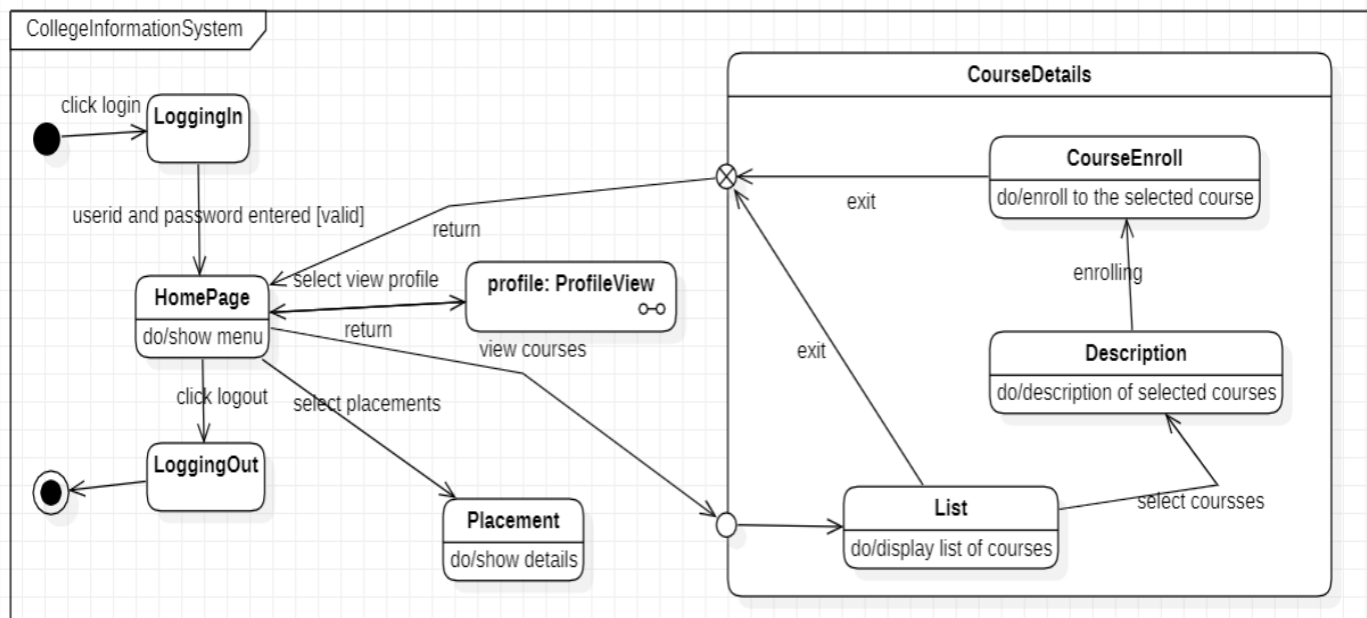 CollegeInformationSystem
click login
LoggingIn
userid and password entered [valid]
HomePage
do/show menu
click logout
LoggingOut
return
select view profile
profile: ProfileView
return
view courses
select placements
Placement
do/show details
CourseDetails
CourseEnroll
do/enroll to the selected course
exit
enrolling
exit
Description
do/description of selected courses
List
do/display list of courses
select coursses